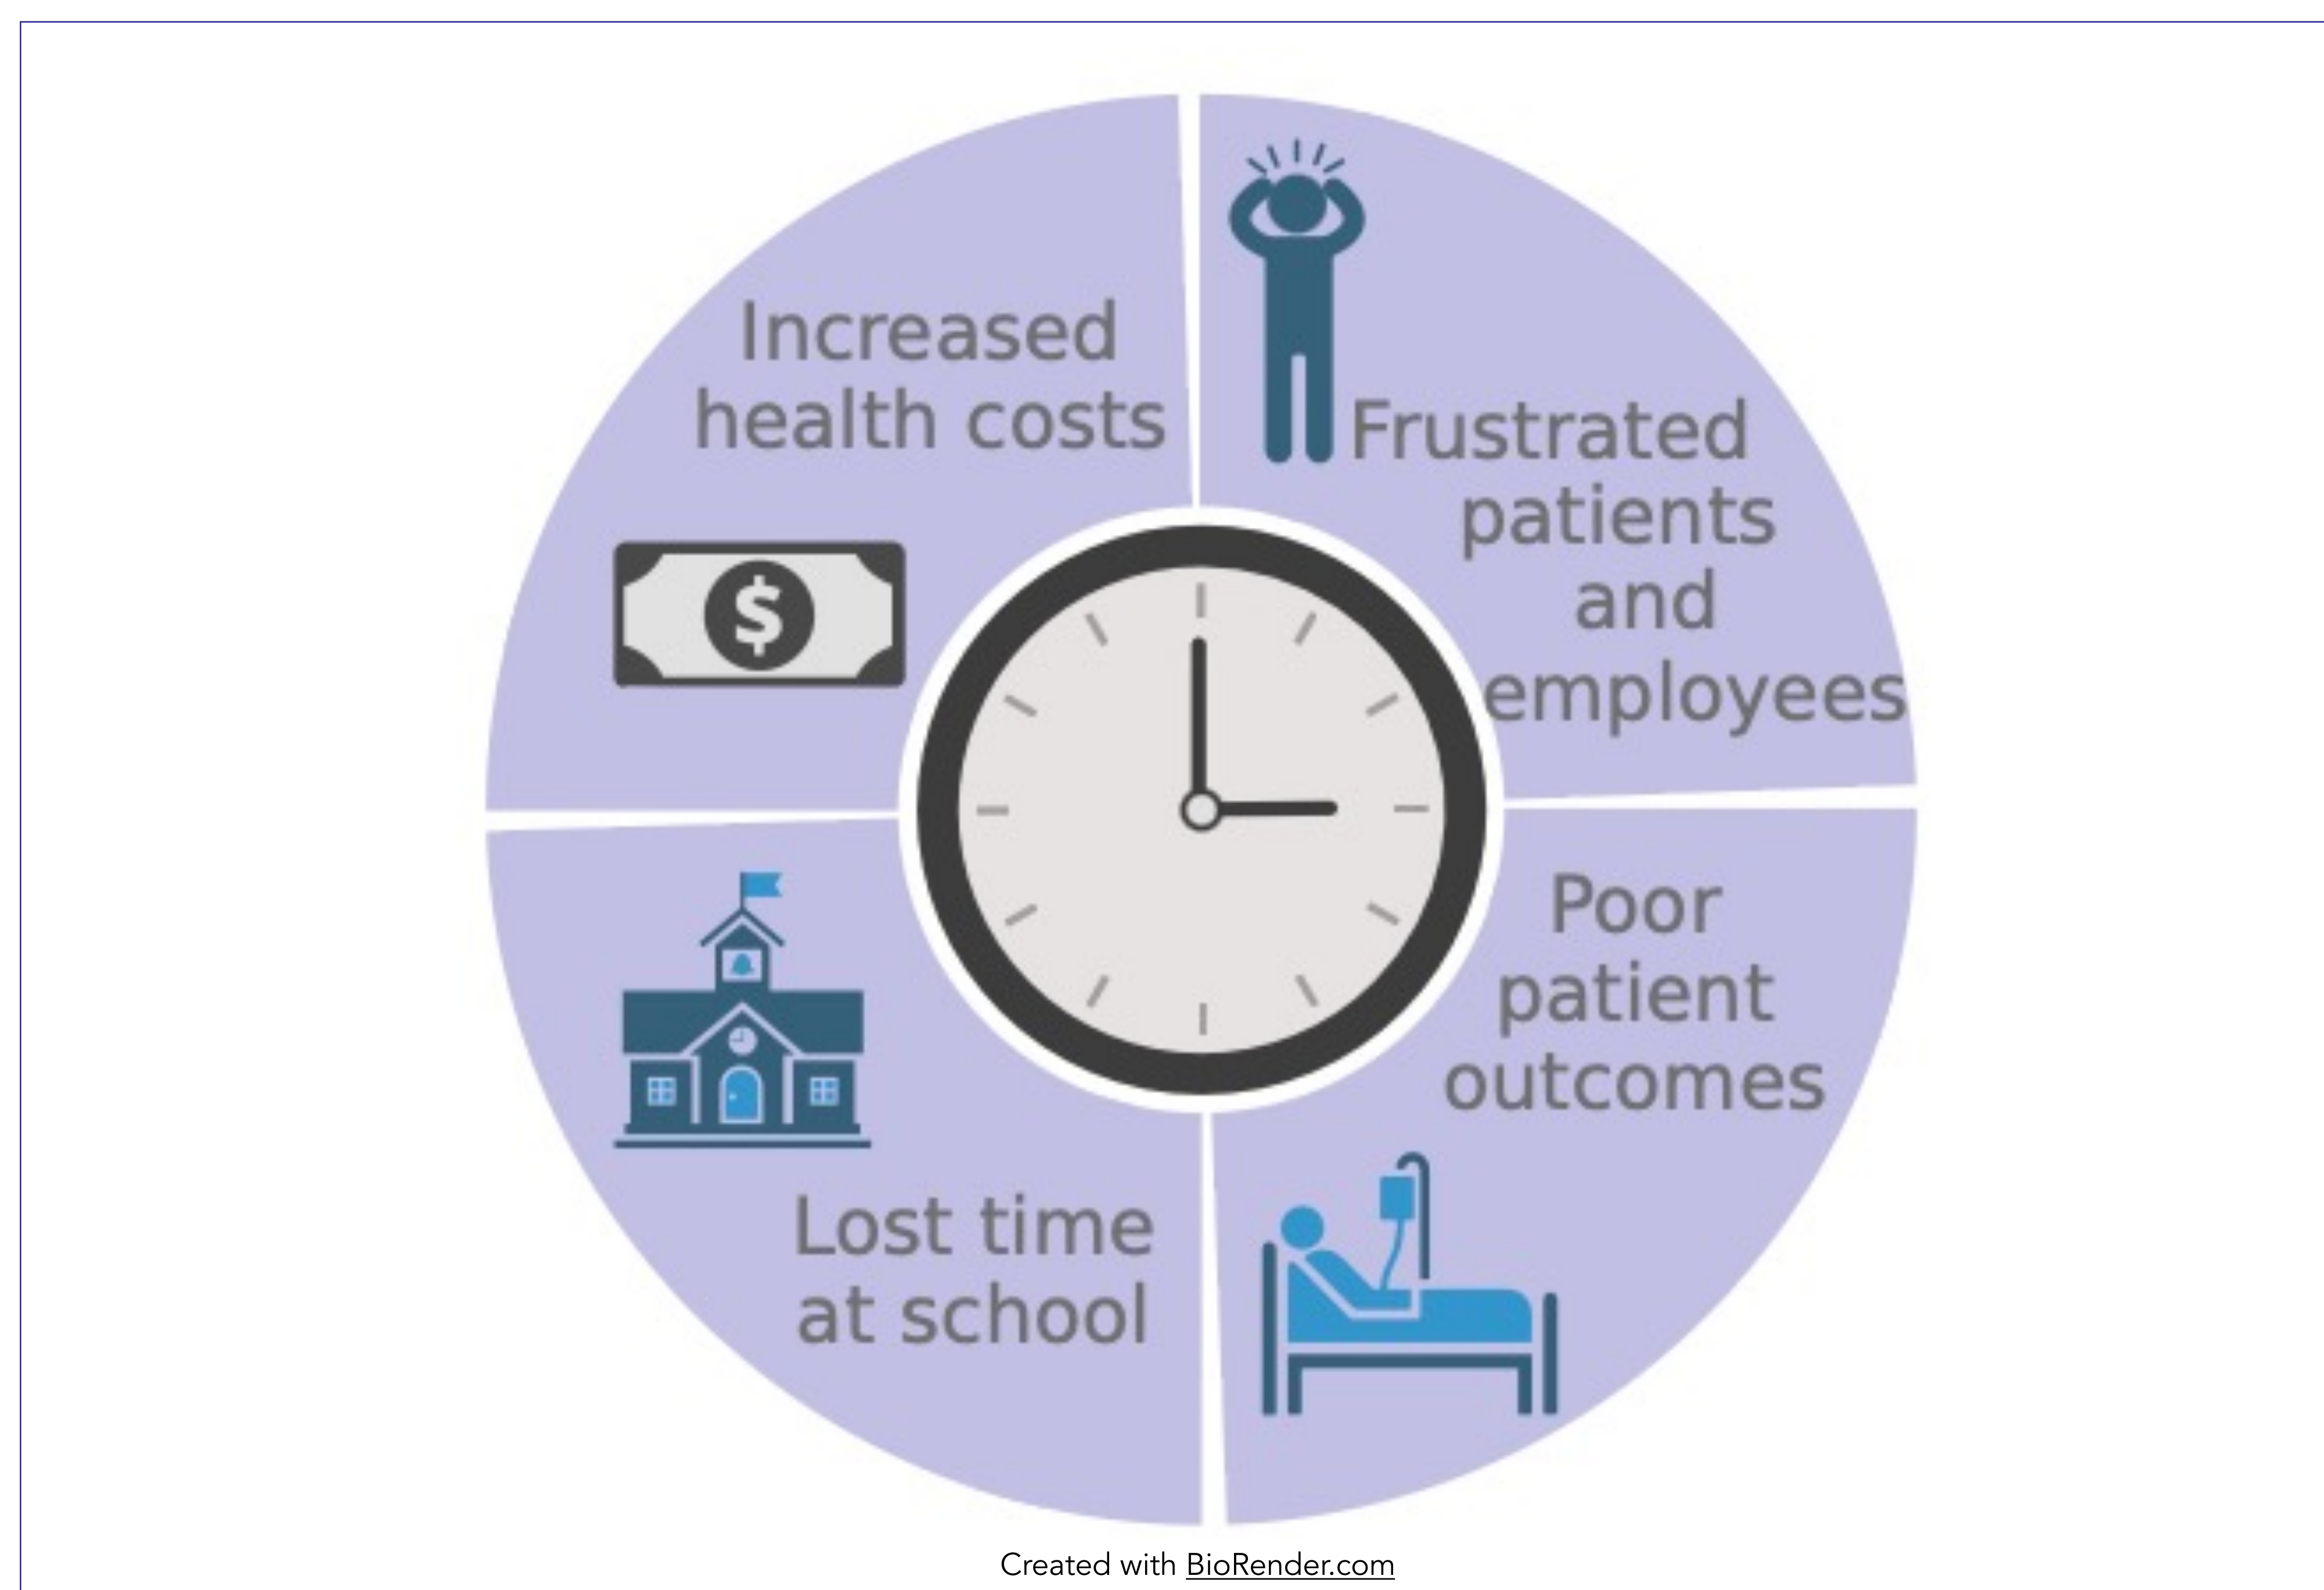 Increased
health costs
$
Frustrated
patients
and
employees
Lost time
at school
Poor
patient
outcomes
Created with BioRender.com